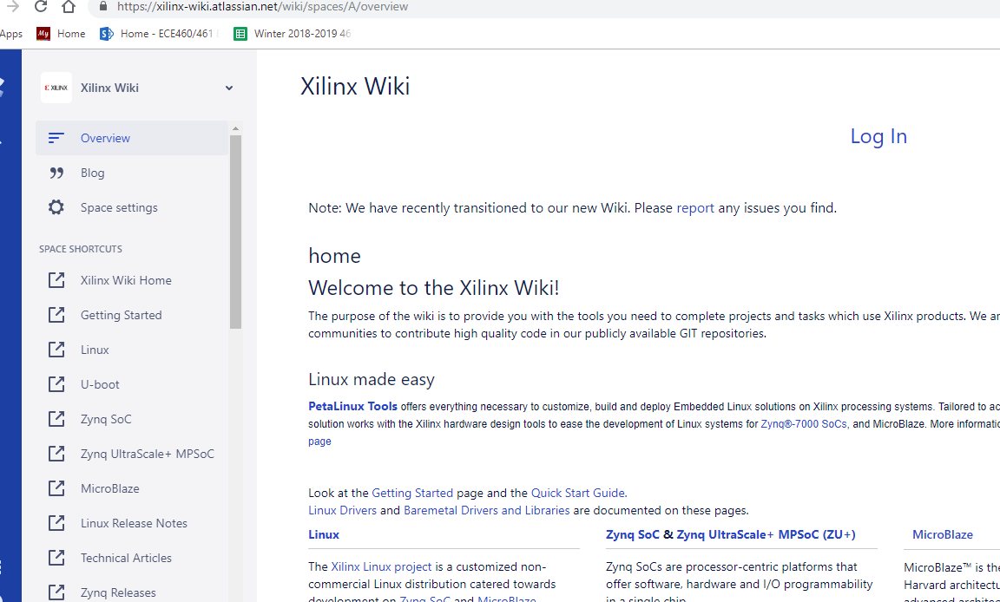 https://xilinx-wiki.atlassian.net/wiki/spaces/A/overview
Apps My Home Home - ECE460/461 Winter 2018-2019 46
XILINX Xilinx Wiki
Overview
Blog
Space settings
SPACE SHORTCUTS
Xilinx Wiki Home
Getting Started
Linux
U-boot
Zynq SoC
Zynq UltraScale+ MPSoC
MicroBlaze
Linux Release Notes
Technical Articles
Zynq Releases
Xilinx Wiki
Log In
Note: We have recently transitioned to our new Wiki. Please report any issues you find.
home
Welcome to the Xilinx Wiki!
The purpose of the wiki is to provide you with the tools you need to complete projects and tasks which use Xilinx products. We
communities to contribute high quality code in our publicly available GIT repositories.
Linux made easy
PetaLinux Tools offers everything necessary to customize, build and deploy Embedded Linux solutions on Xilinx processing systems. Tailored to
solution works with the Xilinx hardware design tools to ease the development of Linux systems for Zynq®-7000 SoCs, and MicroBlaze. More
page
Look at the Getting Started page and the Quick Start Guide.
Linux Drivers and Baremetal Drivers and Libraries are documented on these pages.
Linux
The Xilinx Linux project is a customized non-
commercial Linux distribution catered towards
development on Zynq SoC and MicroBlaze
Zynq SoC & Zynq UltraScale+ MPSoC (ZU+)
Zynq SoCs are processor-centric platforms that
offer software, hardware and I/O programmability
in a single chip
MicroBlaze
MicroBlaze™ is the
Harvard
advanced